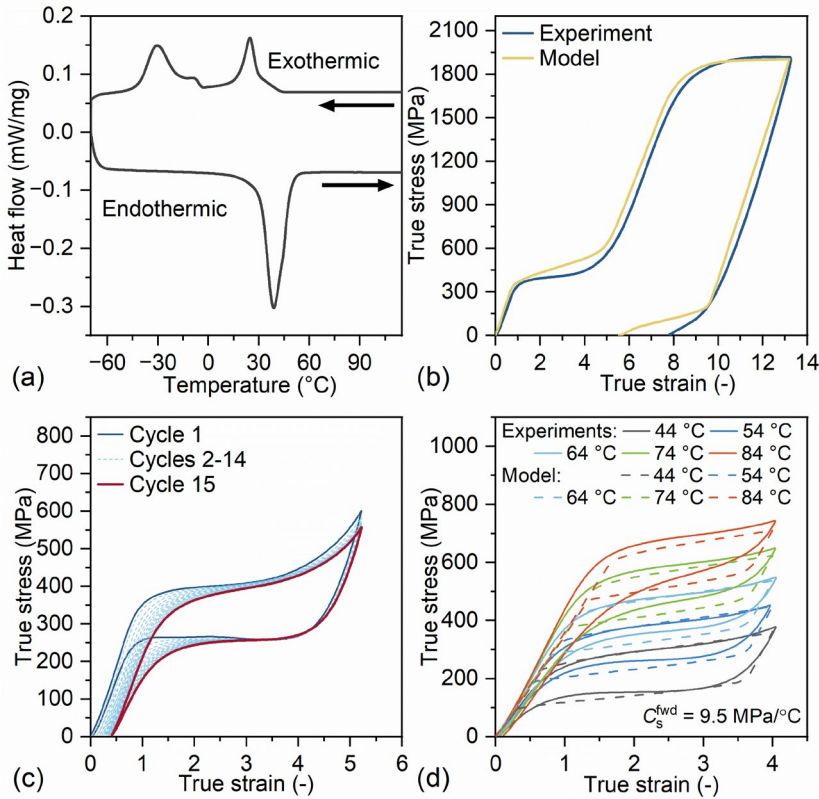 0.2
0.1
0.0
−0.1
−0.2
−0.3
Heat flow (mW/mg)
Exothermic
Endothermic
−60 −30 0 30 60 90
Temperature (°C)
(a)
2100
1800
1500
1200
900
600
300
0
True stress (MPa)
Experiment
Model
0 2 4 6 8 10 12 14
True strain (-)
(b)
800
700
600
500
400
300
200
100
0
True stress (MPa)
Cycle 1
Cycles 2-14
Cycle 15
0 1 2 3 4 5 6
True strain (-)
(c)
1000
800
600
400
200
0
True stress (MPa)
Experiments: 44 °C 54 °C
64 °C 74 °C 84 °C
Model: 44 °C 54 °C
64 °C 74 °C 84 °C
C_s^fwd = 9.5 MPa/°C
0 1 2 3 4
True strain (-)
(d)